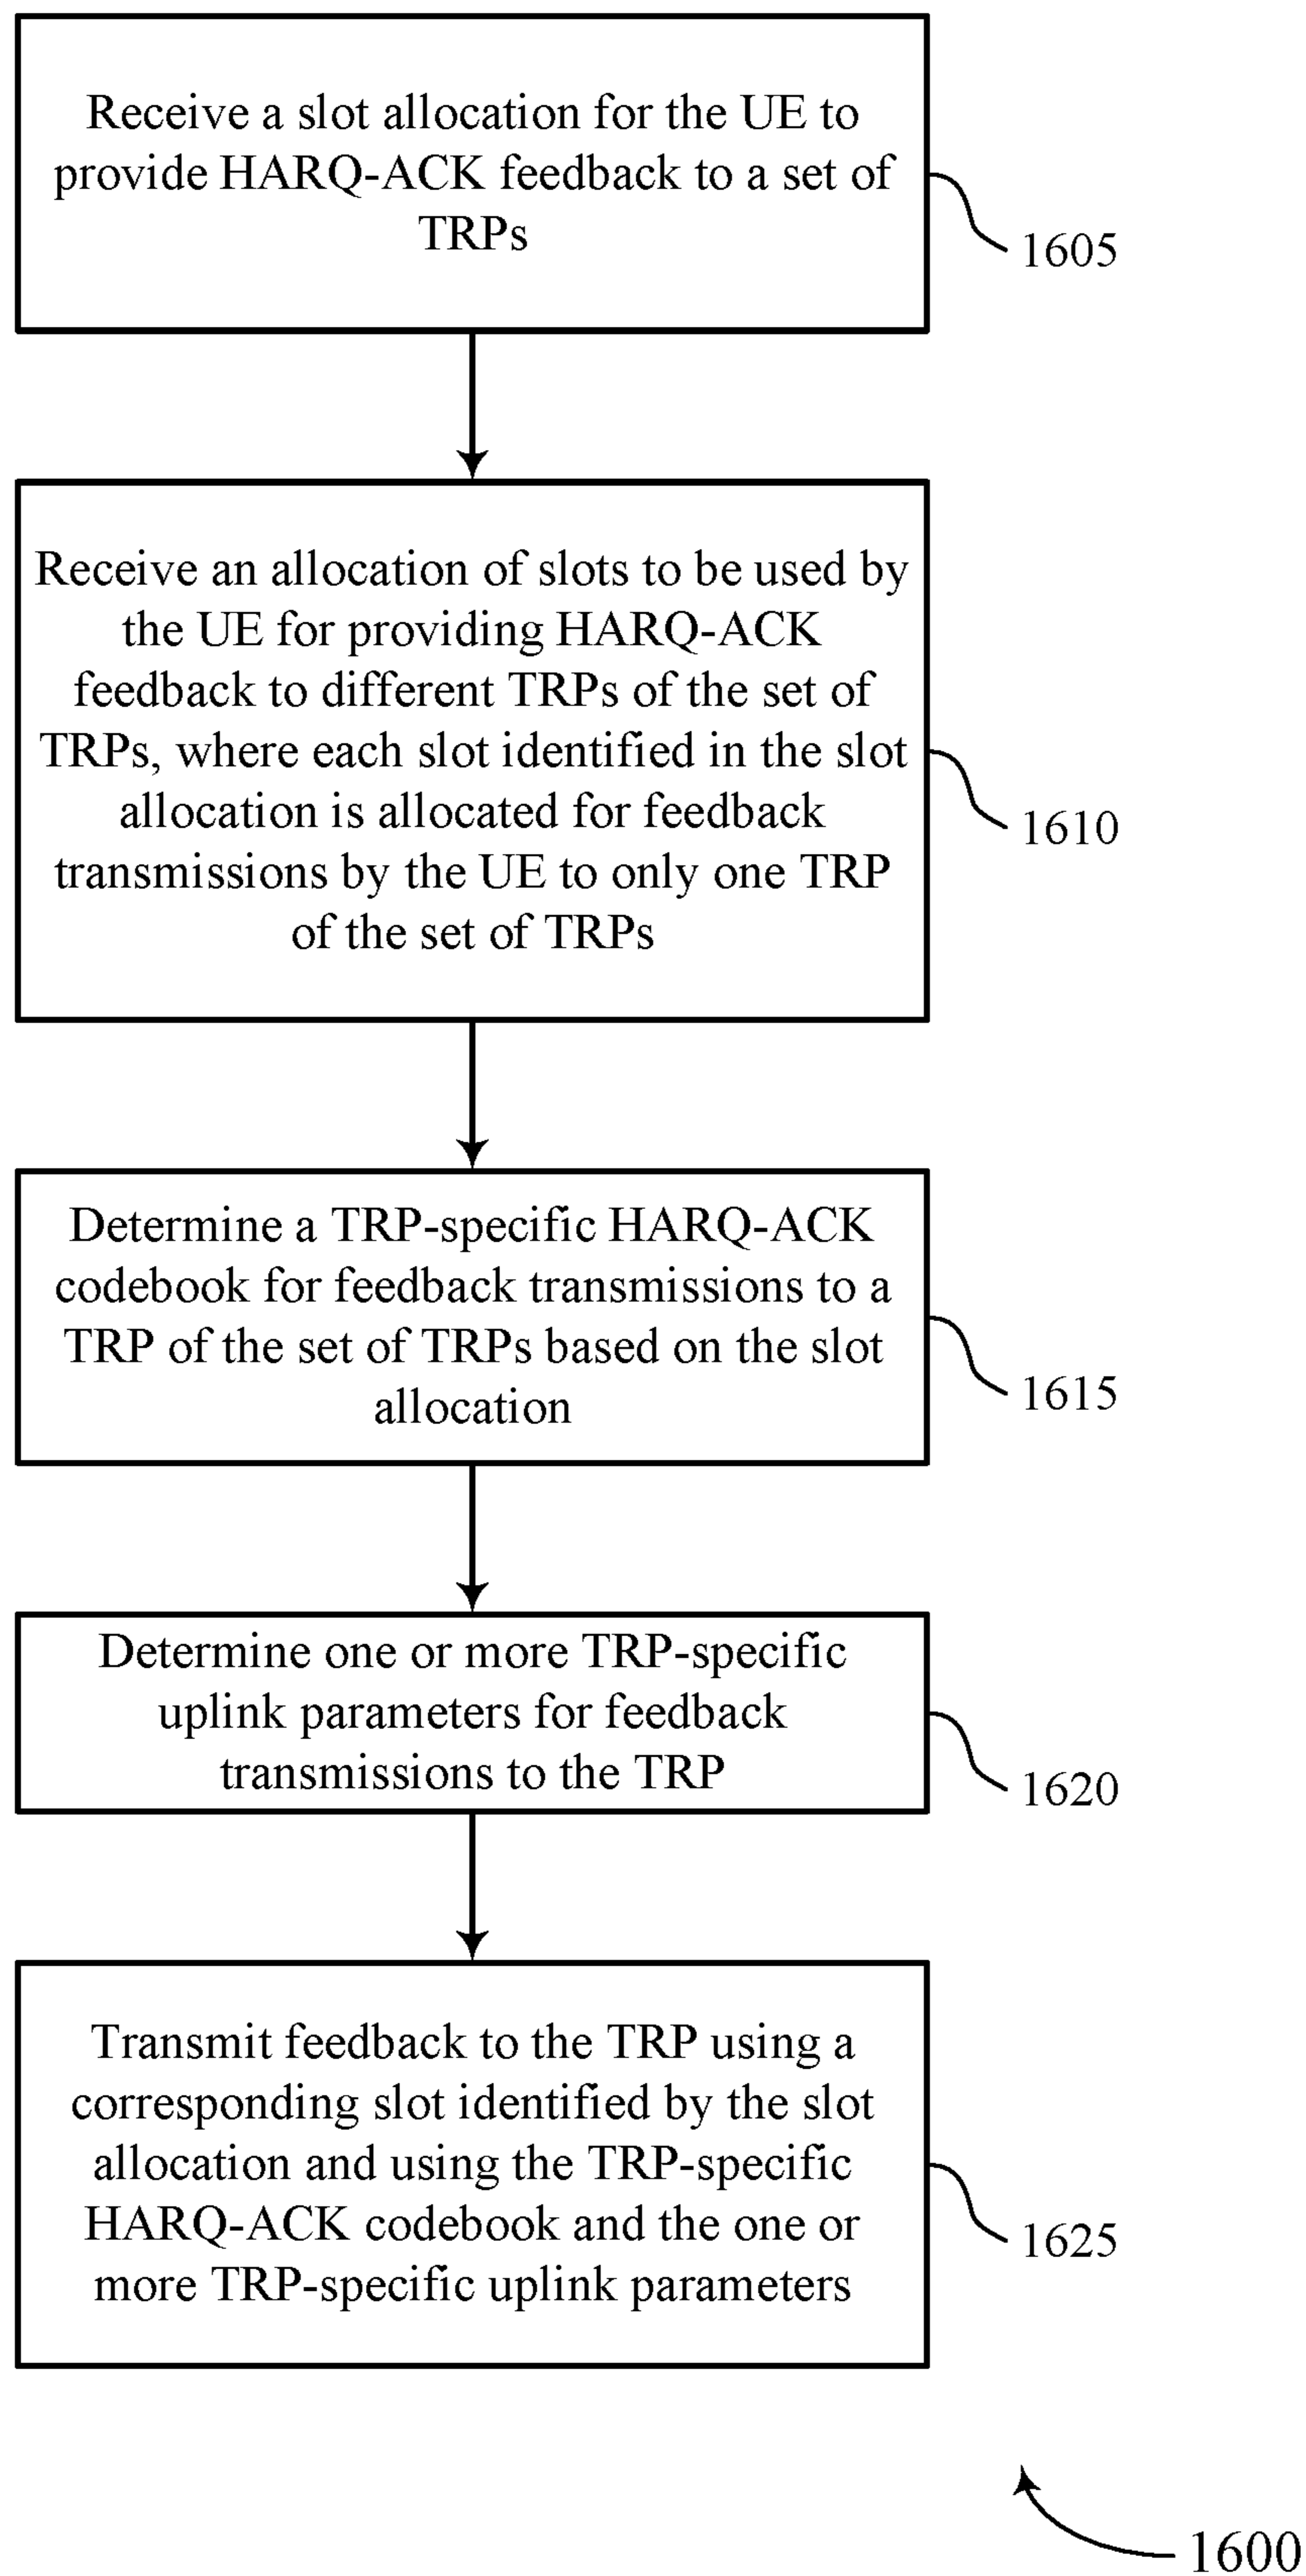 Receive a slot allocation for the UE to
provide HARQ-ACK feedback to a set of
TRPs
1605
Receive an allocation of slots to be used by
the UE for providing HARQ-ACK
feedback to different TRPs of the set of
TRPs, where each slot identified in the slot
allocation is allocated for feedback
transmissions by the UE to only one TRP
of the set of TRPs
1610
Determine a TRP-specific HARQ-ACK
codebook for feedback transmissions to a
TRP of the set of TRPs based on the slot
allocation
1615
Determine one or more TRP-specific
uplink parameters for feedback
transmissions to the TRP
1620
Transmit feedback to the TRP using a
corresponding slot identified by the slot
allocation and using the TRP-specific
HARQ-ACK codebook and the one or
more TRP-specific uplink parameters
1625
1600